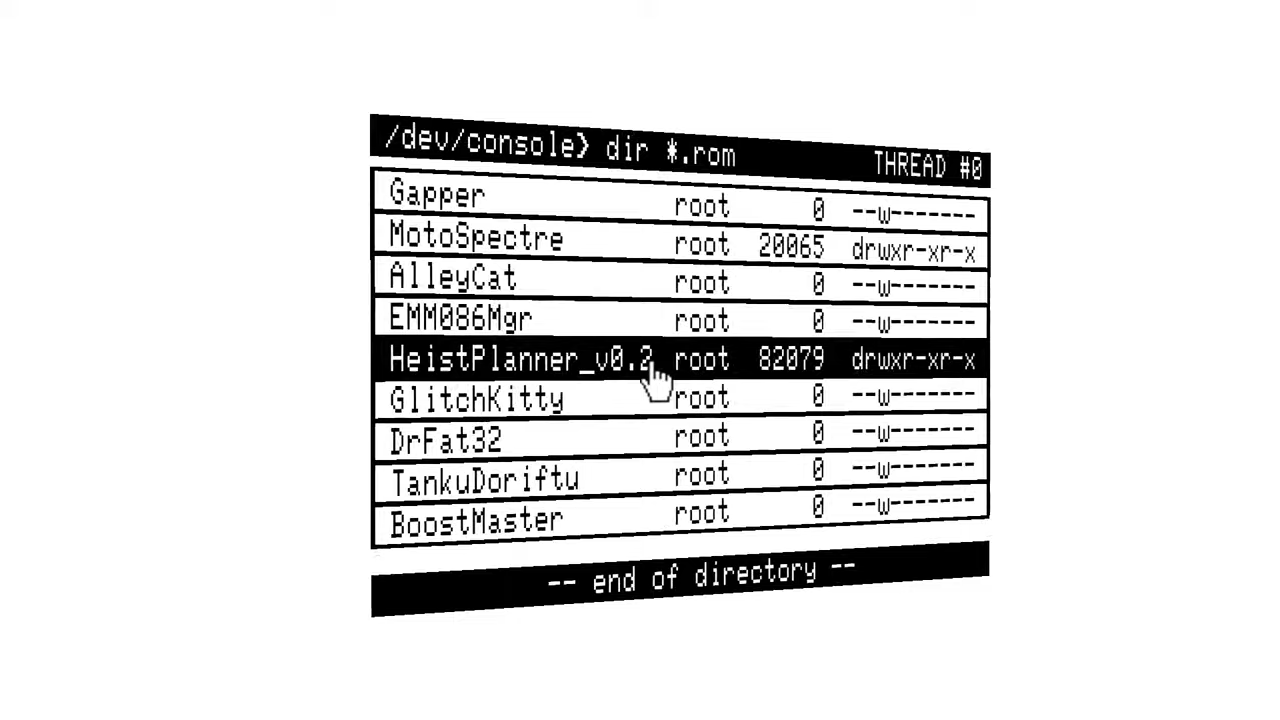 /dev/console> dir *.rom THREAD #0
Gapper root 0 --w-------
MotoSpectre root 20065 drwxr-xr-x
AlleyCat root 0 --w-------
EMM086Mgr root 0 --w-------
HeistPlanner_v0.2 root 82079 drwxr-xr-x
GlitchKitty root 0 --w-------
DrFat32 root 0 --w-------
TankuDoriftu root 0 --w-------
BoostMaster root 0 --w-------
-- end of directory --